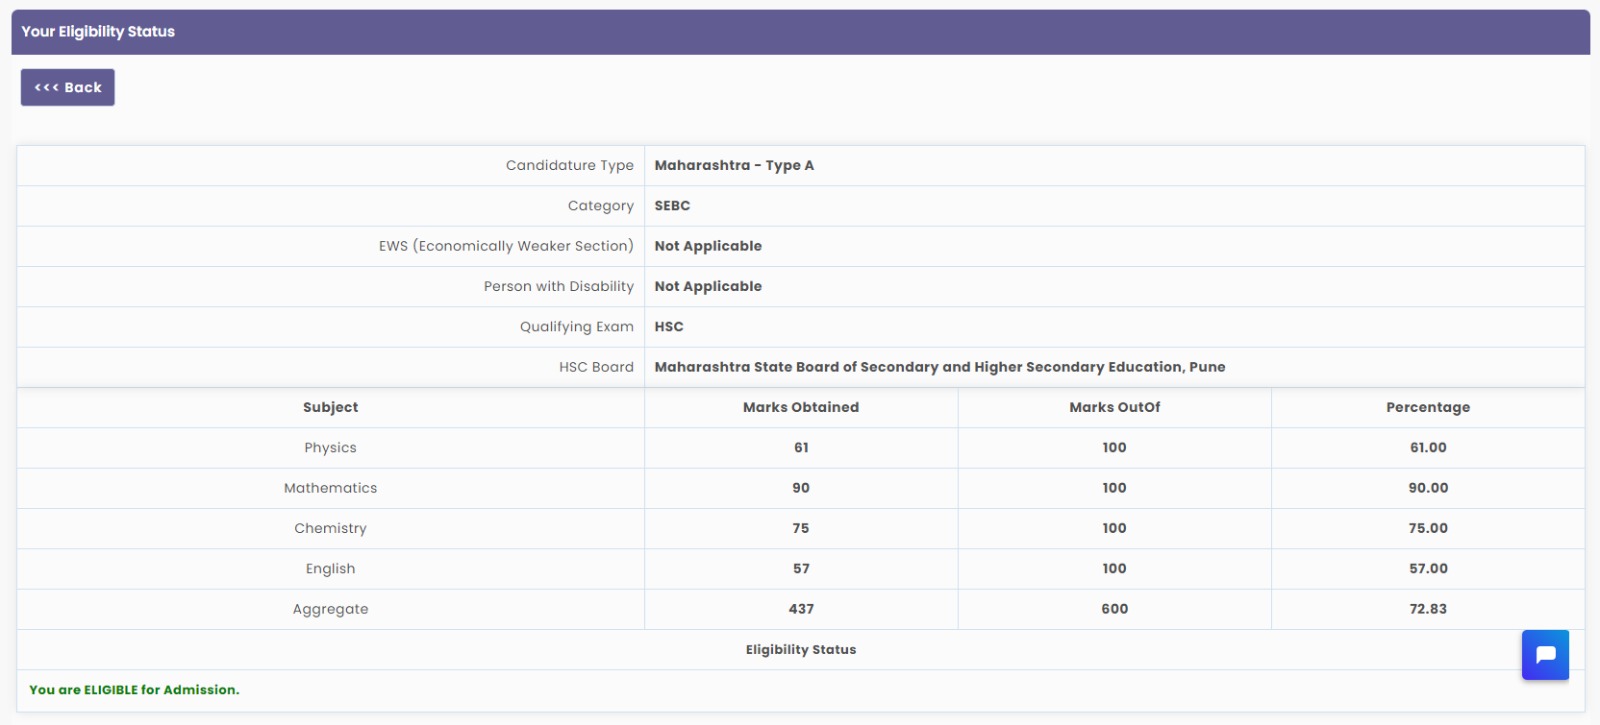 Your Eligibility Status
<<< Back
Candidature Type Maharashtra - Type A
Category SEBC
EWS (Economically Weaker Section) Not Applicable
Person with Disability Not Applicable
Qualifying Exam HSC
HSC Board Maharashtra State Board of Secondary and Higher Secondary Education, Pune
Subject Marks Obtained Marks OutOf Percentage
Physics 61 100 61.00
Mathematics 90 100 90.00
Chemistry 75 100 75.00
English 57 100 57.00
Aggregate 437 600 72.83
Eligibility Status
You are ELIGIBLE for Admission.